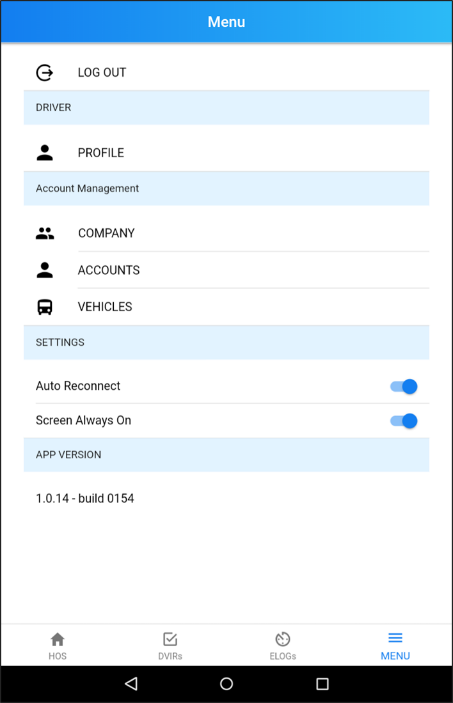 Menu
LOG OUT
DRIVER
PROFILE
Account Management
COMPANY
ACCOUNTS
VEHICLES
SETTINGS
Auto Reconnect
Screen Always On
APP VERSION
1.0.14 - build 0154
HOS
DVIRs
ELOGs
MENU